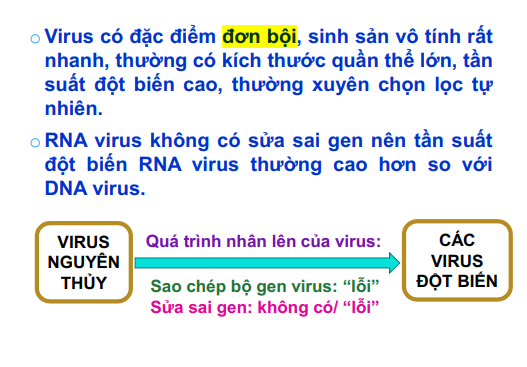 Virus có đặc điểm đơn bội, sinh sản vô tính rất
nhanh, thường có kích thước quần thể lớn, tần
suất đột biến cao, thường xuyên chọn lọc tự
nhiên.
RNA virus không có sửa sai gen nên tần suất
đột biến RNA virus thường cao hơn so với
DNA virus.
VIRUS
NGUYÊN
THỦY
Quá trình nhân lên của virus:
Sao chép bộ gen virus: “lỗi”
Sửa sai gen: không có/ “lỗi”
CÁC
VIRUS
ĐỘT BIẾN